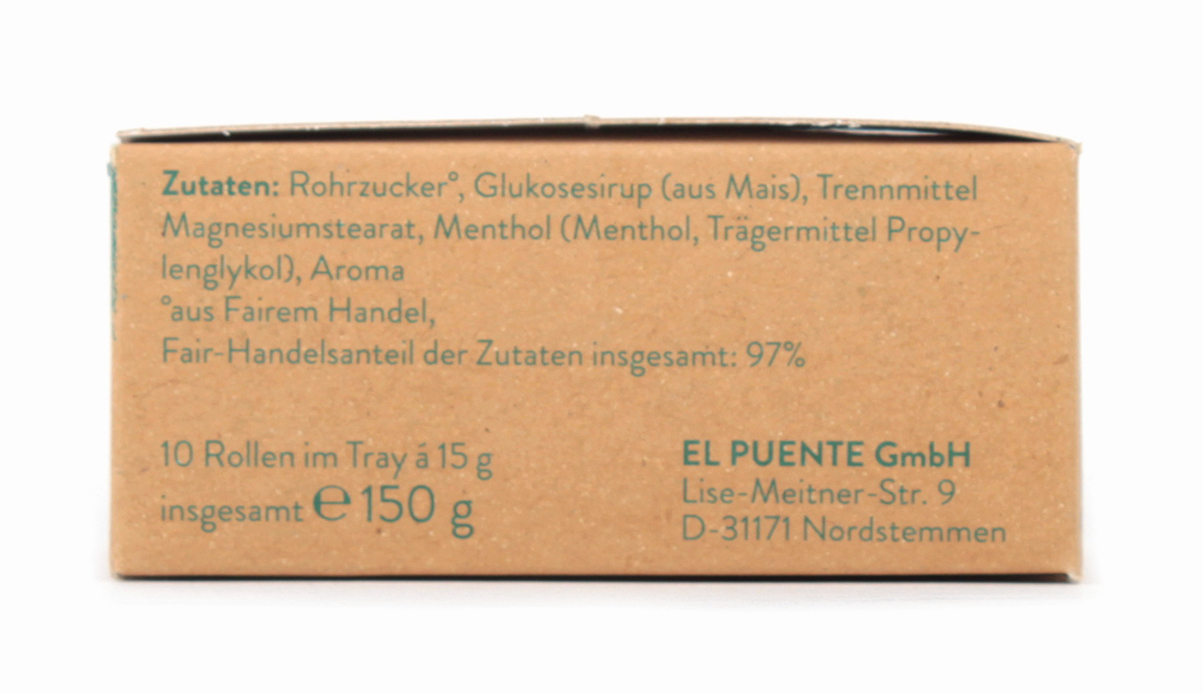 Zutaten: Rohrzucker°, Glukosesirup (aus Mais), Trennmittel
Magnesiumstearat, Menthol (Menthol, Trägermittel Propy-
lenglykol), Aroma
°aus Fairem Handel,
Fair-Handelsanteil der Zutaten insgesamt: 97%
10 Rollen im Tray á 15 g
insgesamt ℮ 150 g
EL PUENTE GmbH
Lise-Meitner-Str. 9
D-31171 Nordstemmen